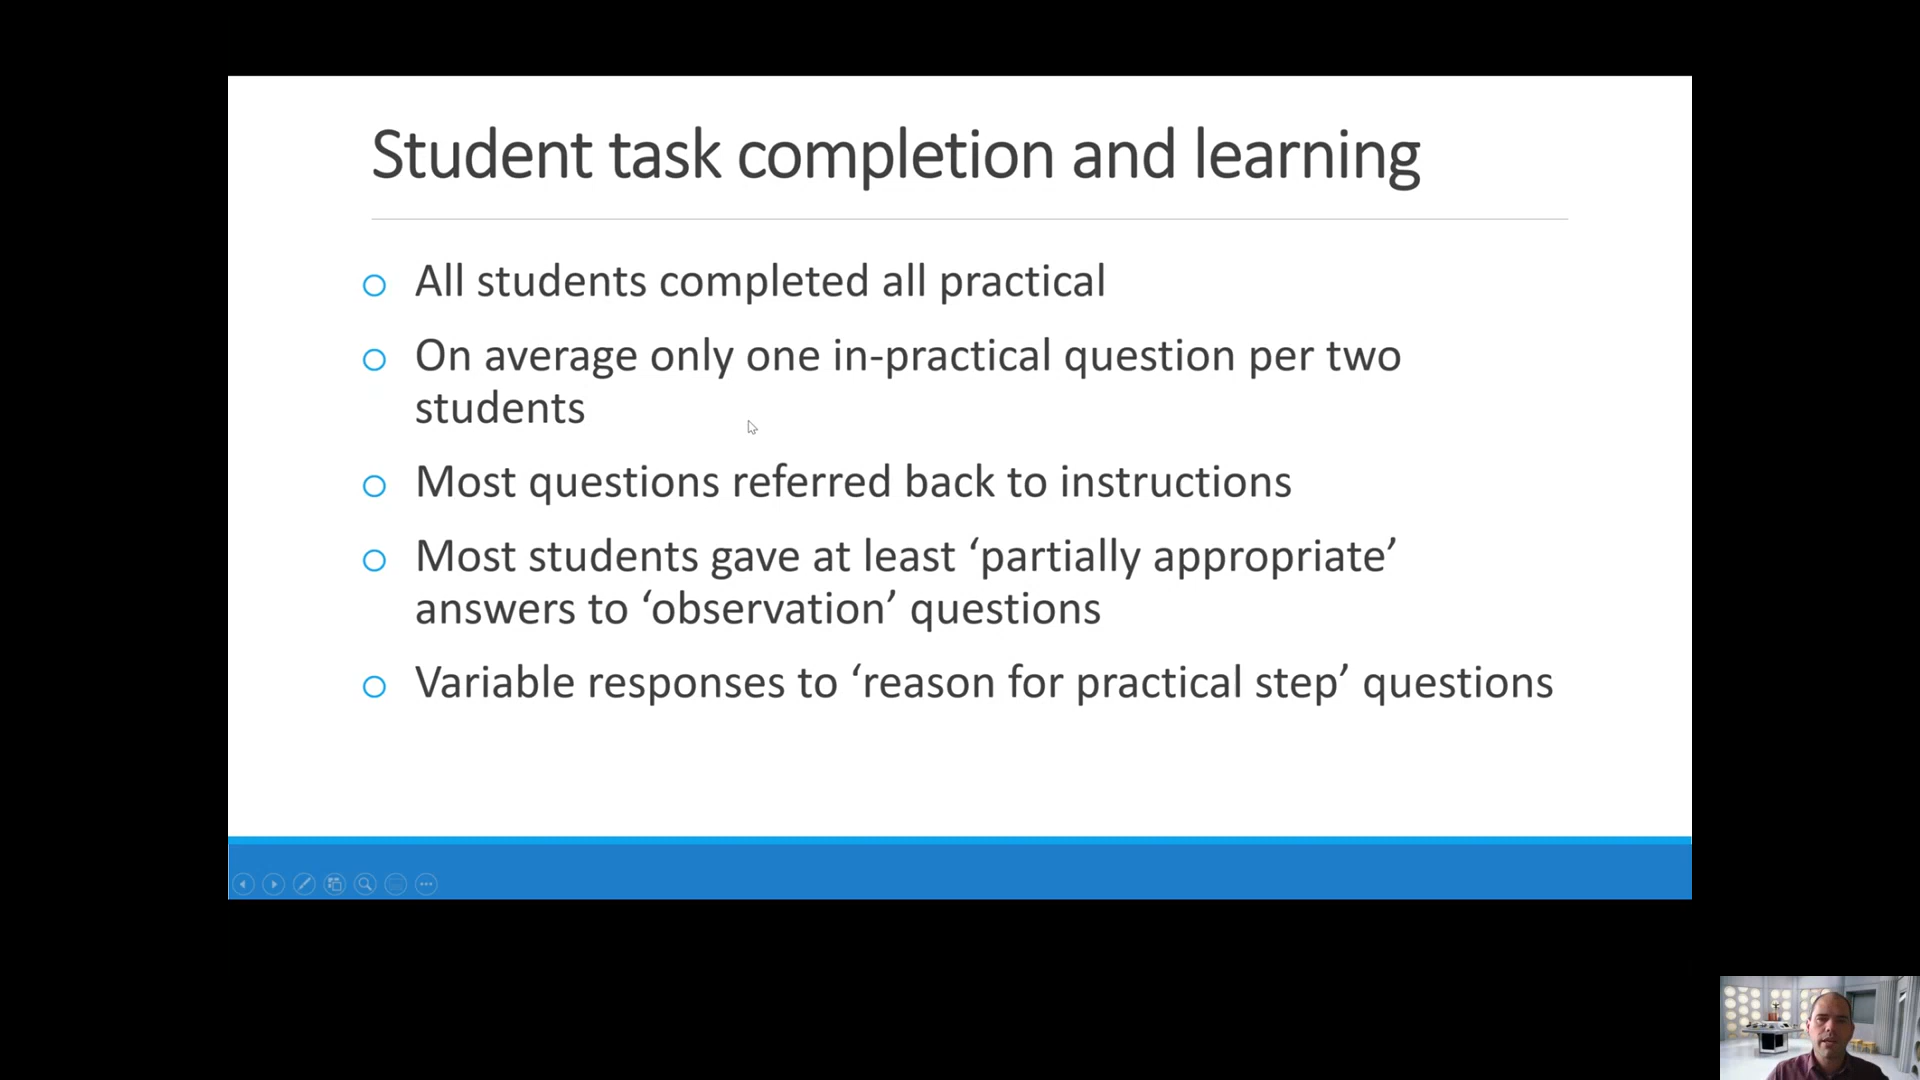 Student task completion and learning
All students completed all practical
On average only one in-practical question per two
students
Most questions referred back to instructions
Most students gave at least ‘partially appropriate’
answers to ‘observation’ questions
Variable responses to ‘reason for practical step’ questions